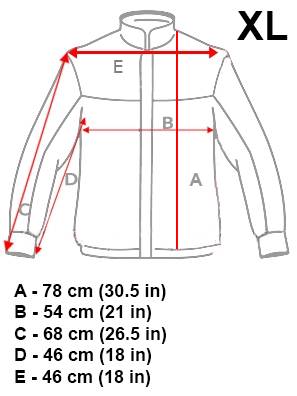 XL
E
B
D
A
C
A - 78 cm (30.5 in)
B - 54 cm (21 in)
C - 68 cm (26.5 in)
D - 46 cm (18 in)
E - 46 cm (18 in)